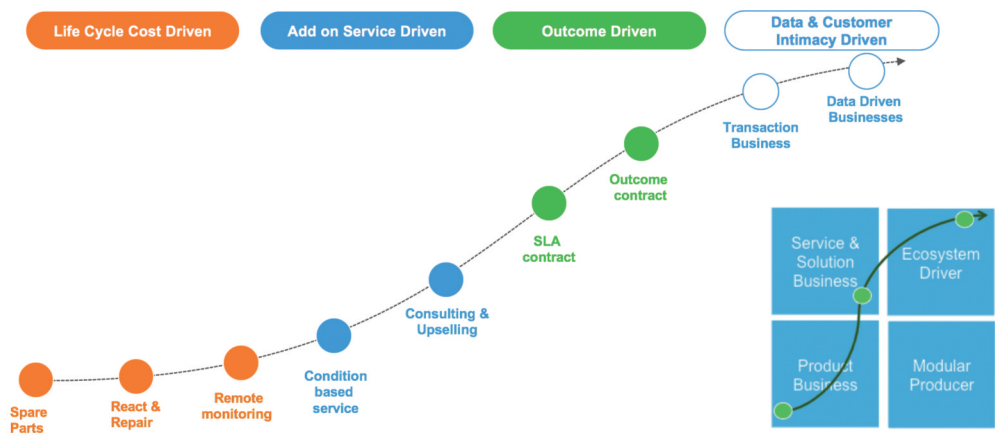 Life Cycle Cost Driven
Add on Service Driven
Outcome Driven
Data & Customer
Intimacy Driven
Data Driven
Businesses
Transaction
Business
Outcome
contract
SLA
contract
Consulting &
Upselling
Condition
based
service
Remote
monitoring
React &
Repair
Spare
Parts
Service &
Solution
Business
Ecosystem
Driver
Product
Business
Modular
Producer